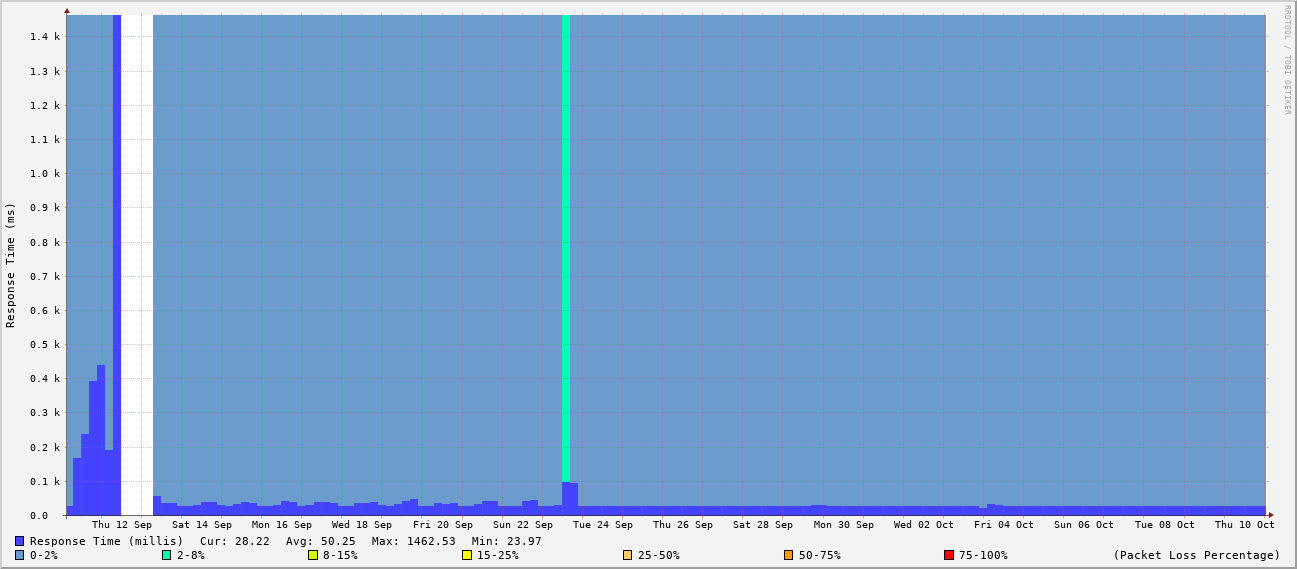 RRDTOOL / TOBI OETIKER
Response Time (ms)
1.4 k
1.3 k
1.2 k
1.1 k
1.0 k
0.9 k
0.8 k
0.7 k
0.6 k
0.5 k
0.4 k
0.3 k
0.2 k
0.1 k
0.0
Thu 12 Sep Sat 14 Sep Mon 16 Sep Wed 18 Sep Fri 20 Sep Sun 22 Sep Tue 24 Sep Thu 26 Sep Sat 28 Sep Mon 30 Sep Wed 02 Oct Fri 04 Oct Sun 06 Oct Tue 08 Oct Thu 10 Oct
Response Time (millis) Cur: 28.22 Avg: 50.25 Max: 1462.53 Min: 23.97
0-2% 2-8% 8-15% 15-25% 25-50% 50-75% 75-100% (Packet Loss Percentage)